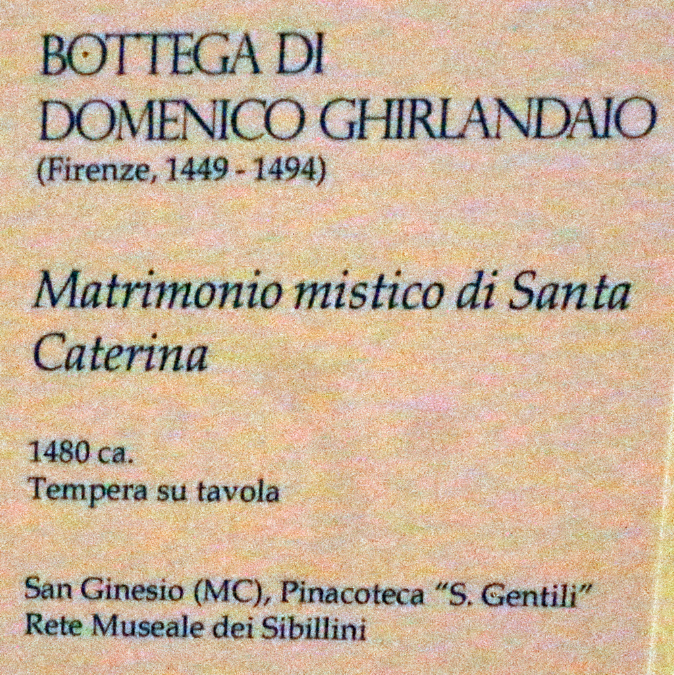 BOTTEGA DI
DOMENICO GHIRLANDAIO
(Firenze, 1449 - 1494)
Matrimonio mistico di Santa
Caterina
1480 ca.
Tempera su tavola
San Ginesio (MC), Pinacoteca “S. Gentili”
Rete Museale dei Sibillini